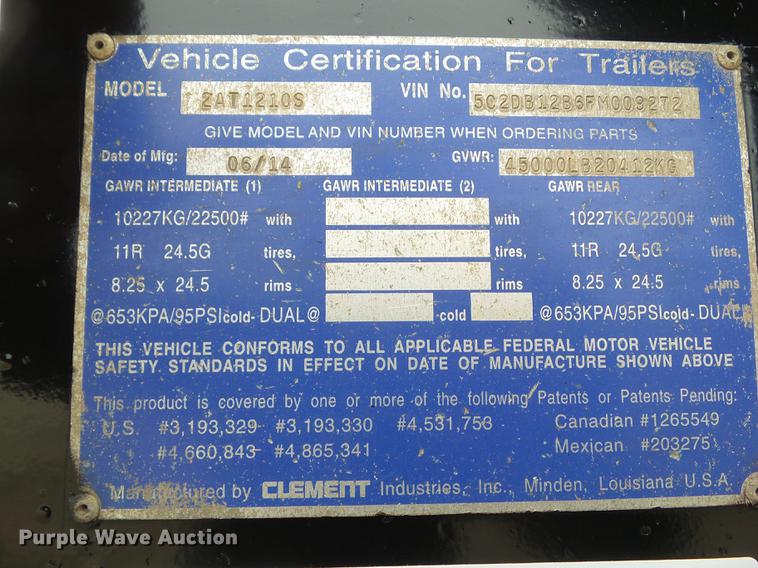 Vehicle Certification For Trailers
MODEL 2AT1210S VIN No. 5C2DB12B6FM009272
GIVE MODEL AND VIN NUMBER WHEN ORDERING PARTS
Date of Mfg: 06/14 GVWR: 45000LB20412KG
GAWR INTERMEDIATE (1) GAWR INTERMEDIATE (2) GAWR REAR
10227KG/22500# with with 10227KG/22500# with
11R 24.5G tires, tires, 11R 24.5G tires,
8.25 x 24.5 rims rims 8.25 x 24.5 rims
@653KPA/95PSIcold- DUAL@ cold @653KPA/95PSIcold- DUAL
THIS VEHICLE CONFORMS TO ALL APPLICABLE FEDERAL MOTOR VEHICLE
SAFETY STANDARDS IN EFFECT ON DATE OF MANUFACTURE SHOWN ABOVE
This product is covered by one or more of the following Patents or Patents Pending:
U.S. #3,193,329 #3,193,330 #4,531,753 Canadian #1265549
#4,660,843 #4,865,341 Mexican #203275
Manufactured by CLEMENT Industries, Inc., Minden, Louisiana U.S.A.
Purple Wave Auction